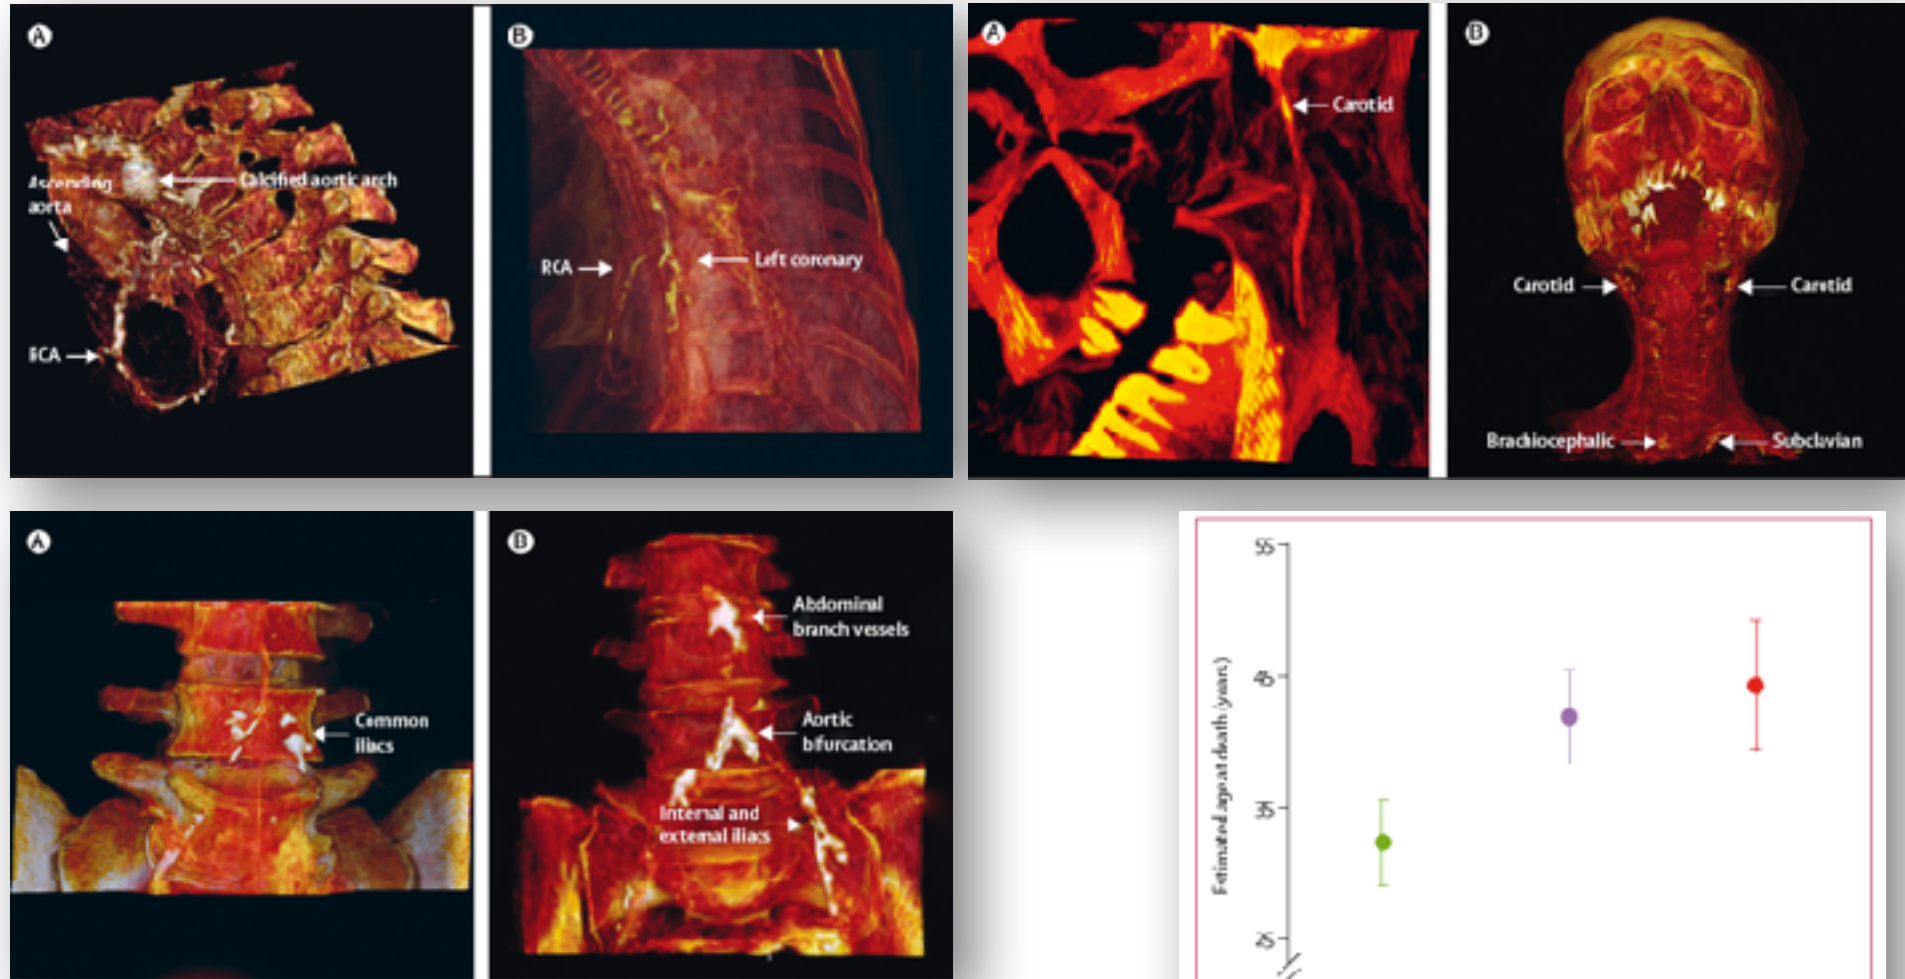 A
Ascending
aorta
Calcified aortic arch
RCA
B
RCA
Left coronary
A
Carotid
B
Carotid
Carotid
Brachiocephalic
Subclavian
A
Common
iliacs
B
Abdominal
branch vessels
Aortic
bifurcation
Internal and
external iliacs
55
45
35
25
Estimated age at death (years)